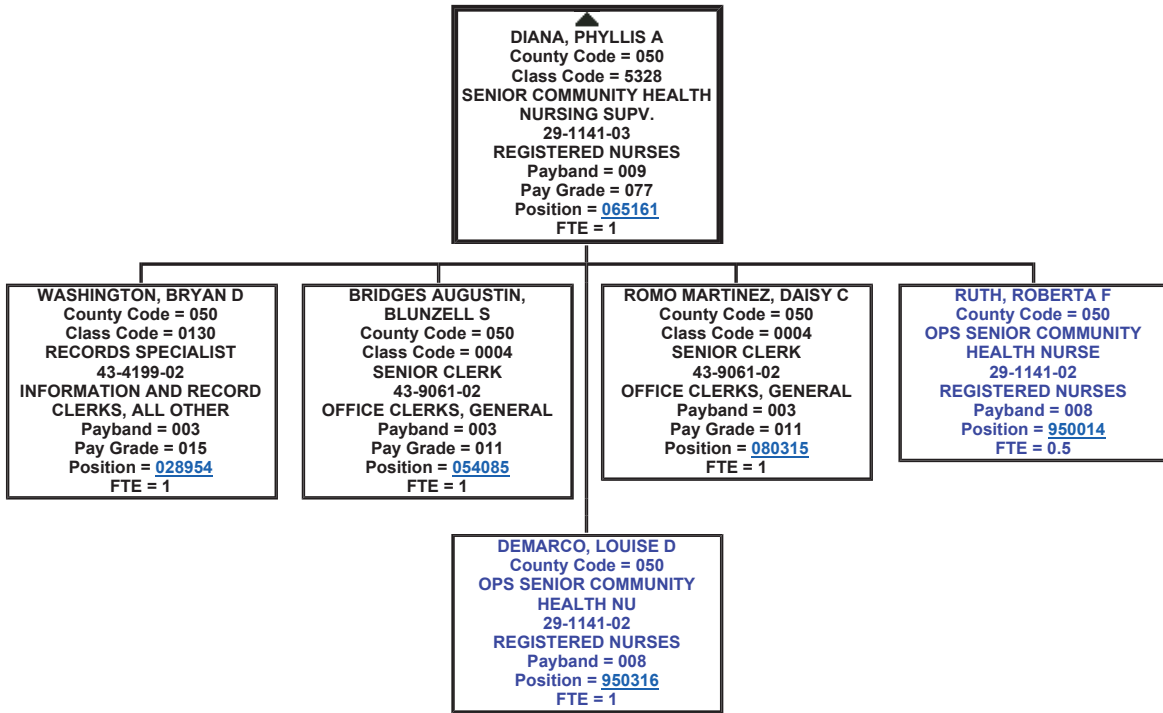 DIANA, PHYLLIS A
County Code = 050
Class Code = 5328
SENIOR COMMUNITY HEALTH
NURSING SUPV.
29-1141-03
REGISTERED NURSES
Payband = 009
Pay Grade = 077
Position = 065161
FTE = 1
WASHINGTON, BRYAN D
County Code = 050
Class Code = 0130
RECORDS SPECIALIST
43-4199-02
INFORMATION AND RECORD
CLERKS, ALL OTHER
Payband = 003
Pay Grade = 015
Position = 028954
FTE = 1
BRIDGES AUGUSTIN,
BLUNZELL S
County Code = 050
Class Code = 0004
SENIOR CLERK
43-9061-02
OFFICE CLERKS, GENERAL
Payband = 003
Pay Grade = 011
Position = 054085
FTE = 1
ROMO MARTINEZ, DAISY C
County Code = 050
Class Code = 0004
SENIOR CLERK
43-9061-02
OFFICE CLERKS, GENERAL
Payband = 003
Pay Grade = 011
Position = 080315
FTE = 1
RUTH, ROBERTA F
County Code = 050
OPS SENIOR COMMUNITY
HEALTH NURSE
29-1141-02
REGISTERED NURSES
Payband = 008
Position = 950014
FTE = 0.5
DEMARCO, LOUISE D
County Code = 050
OPS SENIOR COMMUNITY
HEALTH NU
29-1141-02
REGISTERED NURSES
Payband = 008
Position = 950316
FTE = 1